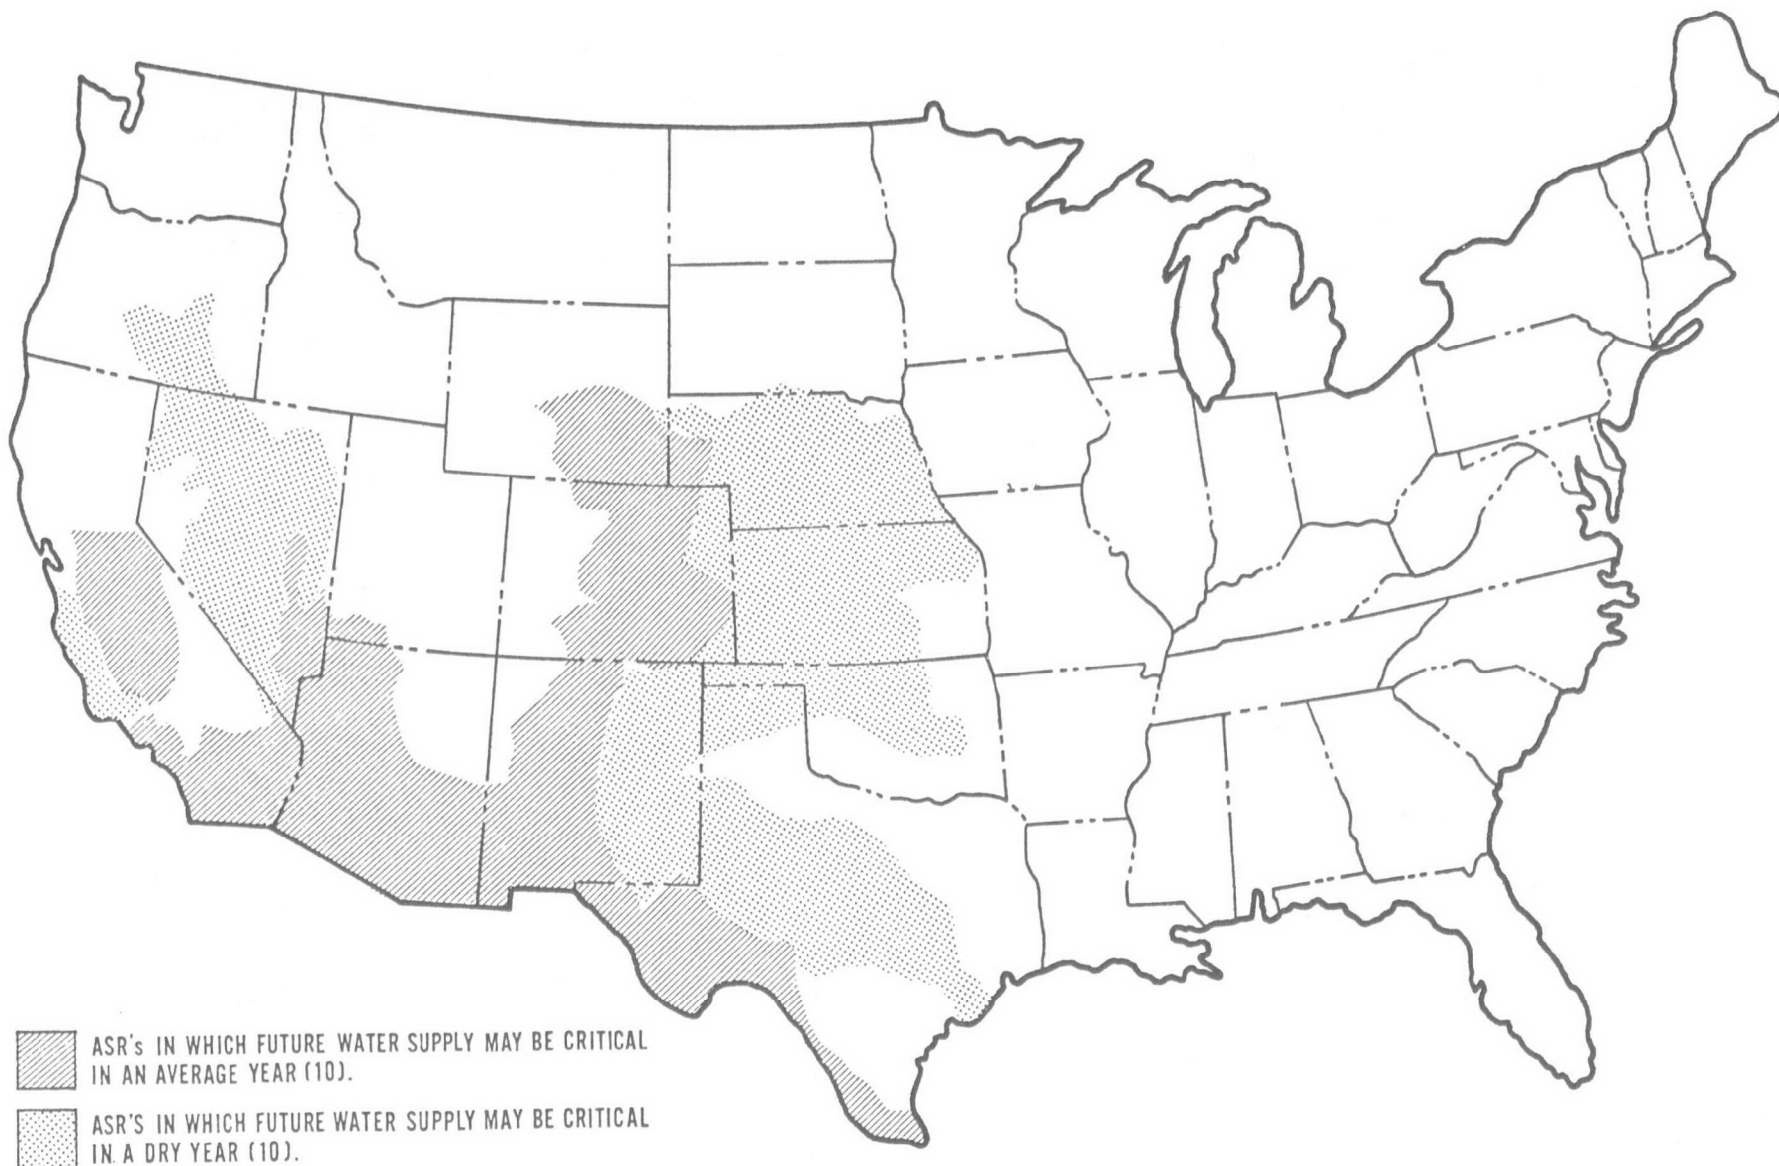 ASR's IN WHICH FUTURE WATER SUPPLY MAY BE CRITICAL
IN AN AVERAGE YEAR (10).
ASR'S IN WHICH FUTURE WATER SUPPLY MAY BE CRITICAL
IN A DRY YEAR (10).